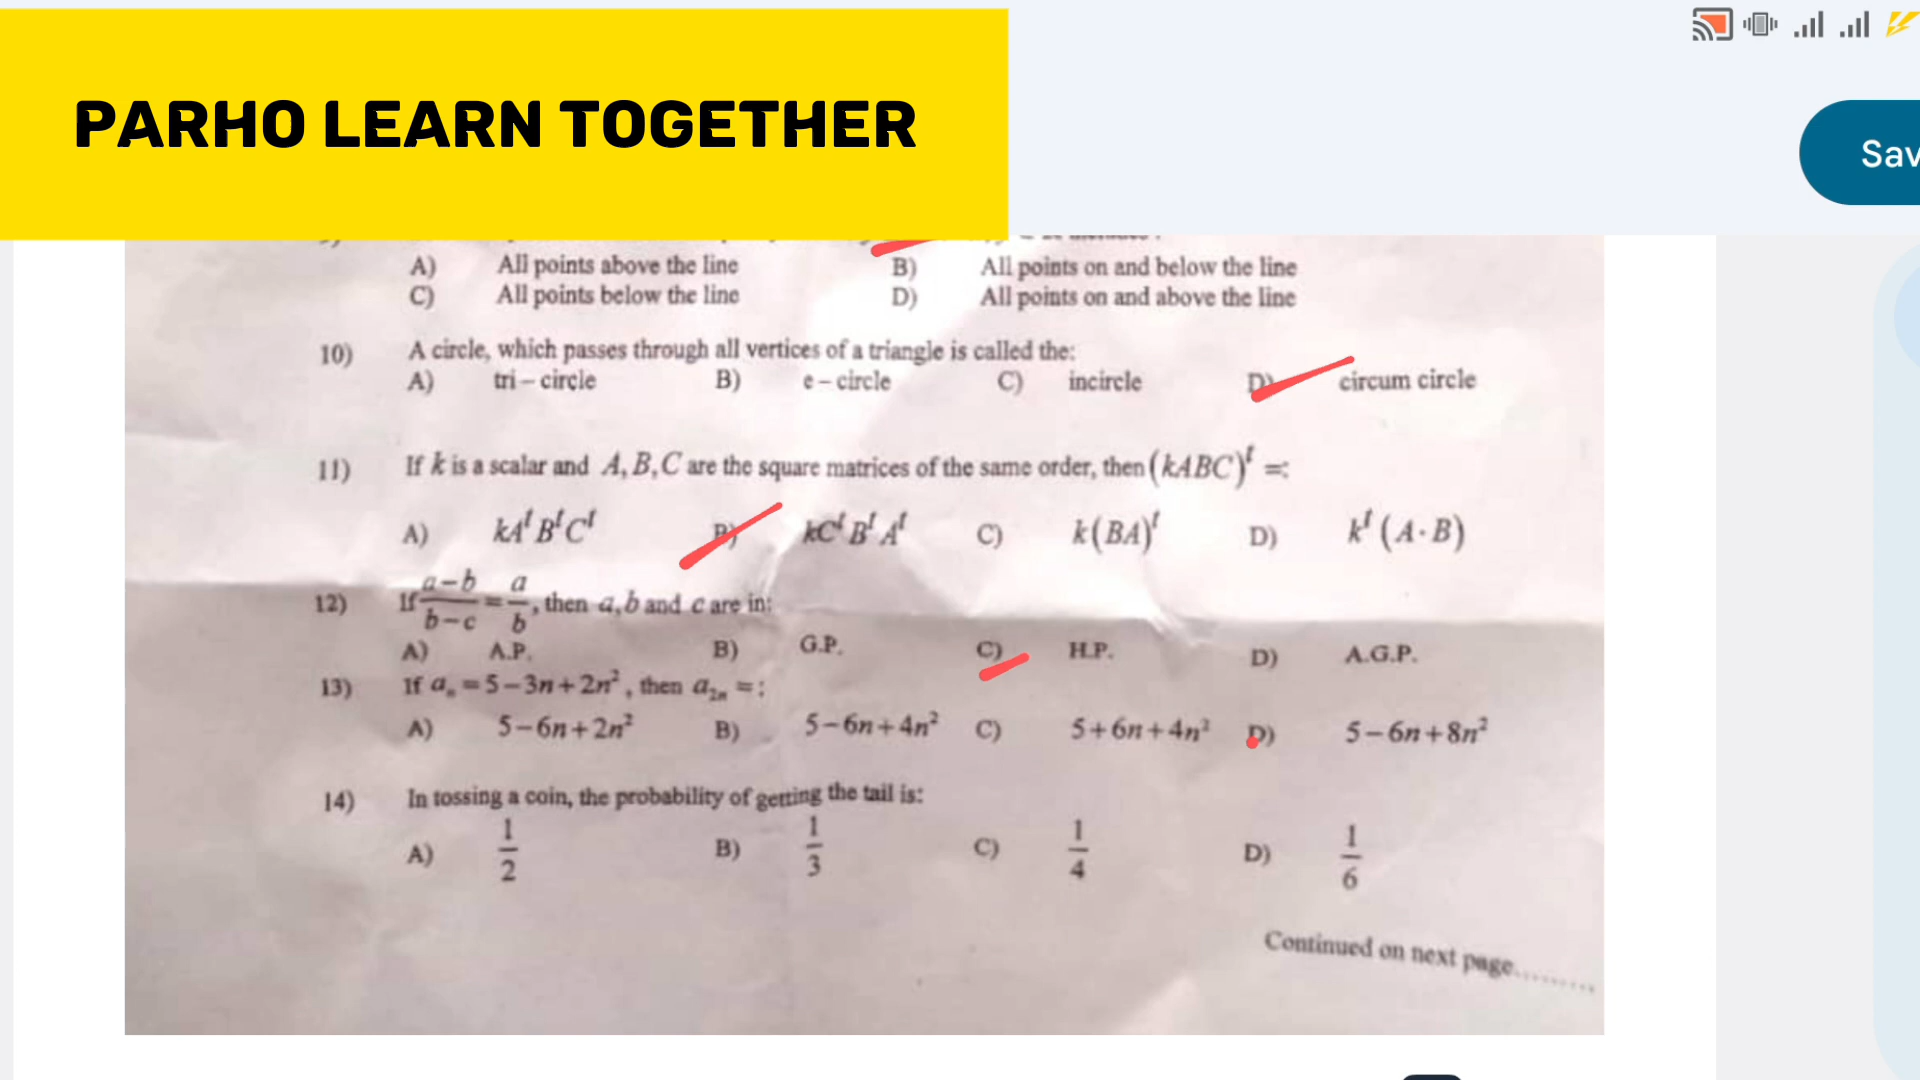 PARHO LEARN TOGETHER
Sav
A) All points above the line B) All points on and below the line
C) All points below the line D) All points on and above the line
10) A circle, which passes through all vertices of a triangle is called the:
A) tri – circle B) e – circle C) incircle D) circum circle
11) If k is a scalar and A, B, C are the square matrices of the same order, then (kABC)^t =:
A) kA^t B^t C^t B) kC^t B^t A^t C) k(BA)^t D) k^t (A · B)
12) If (a–b)/(b–c) = a/b, then a, b and c are in:
A) A.P. B) G.P. C) H.P. D) A.G.P.
13) If a_n = 5 – 3n + 2n², then a_2n =:
A) 5 – 6n + 2n² B) 5 – 6n + 4n² C) 5 + 6n + 4n² D) 5 – 6n + 8n²
14) In tossing a coin, the probability of getting the tail is:
A) 1/2 B) 1/3 C) 1/4 D) 1/6
Continued on next page.........